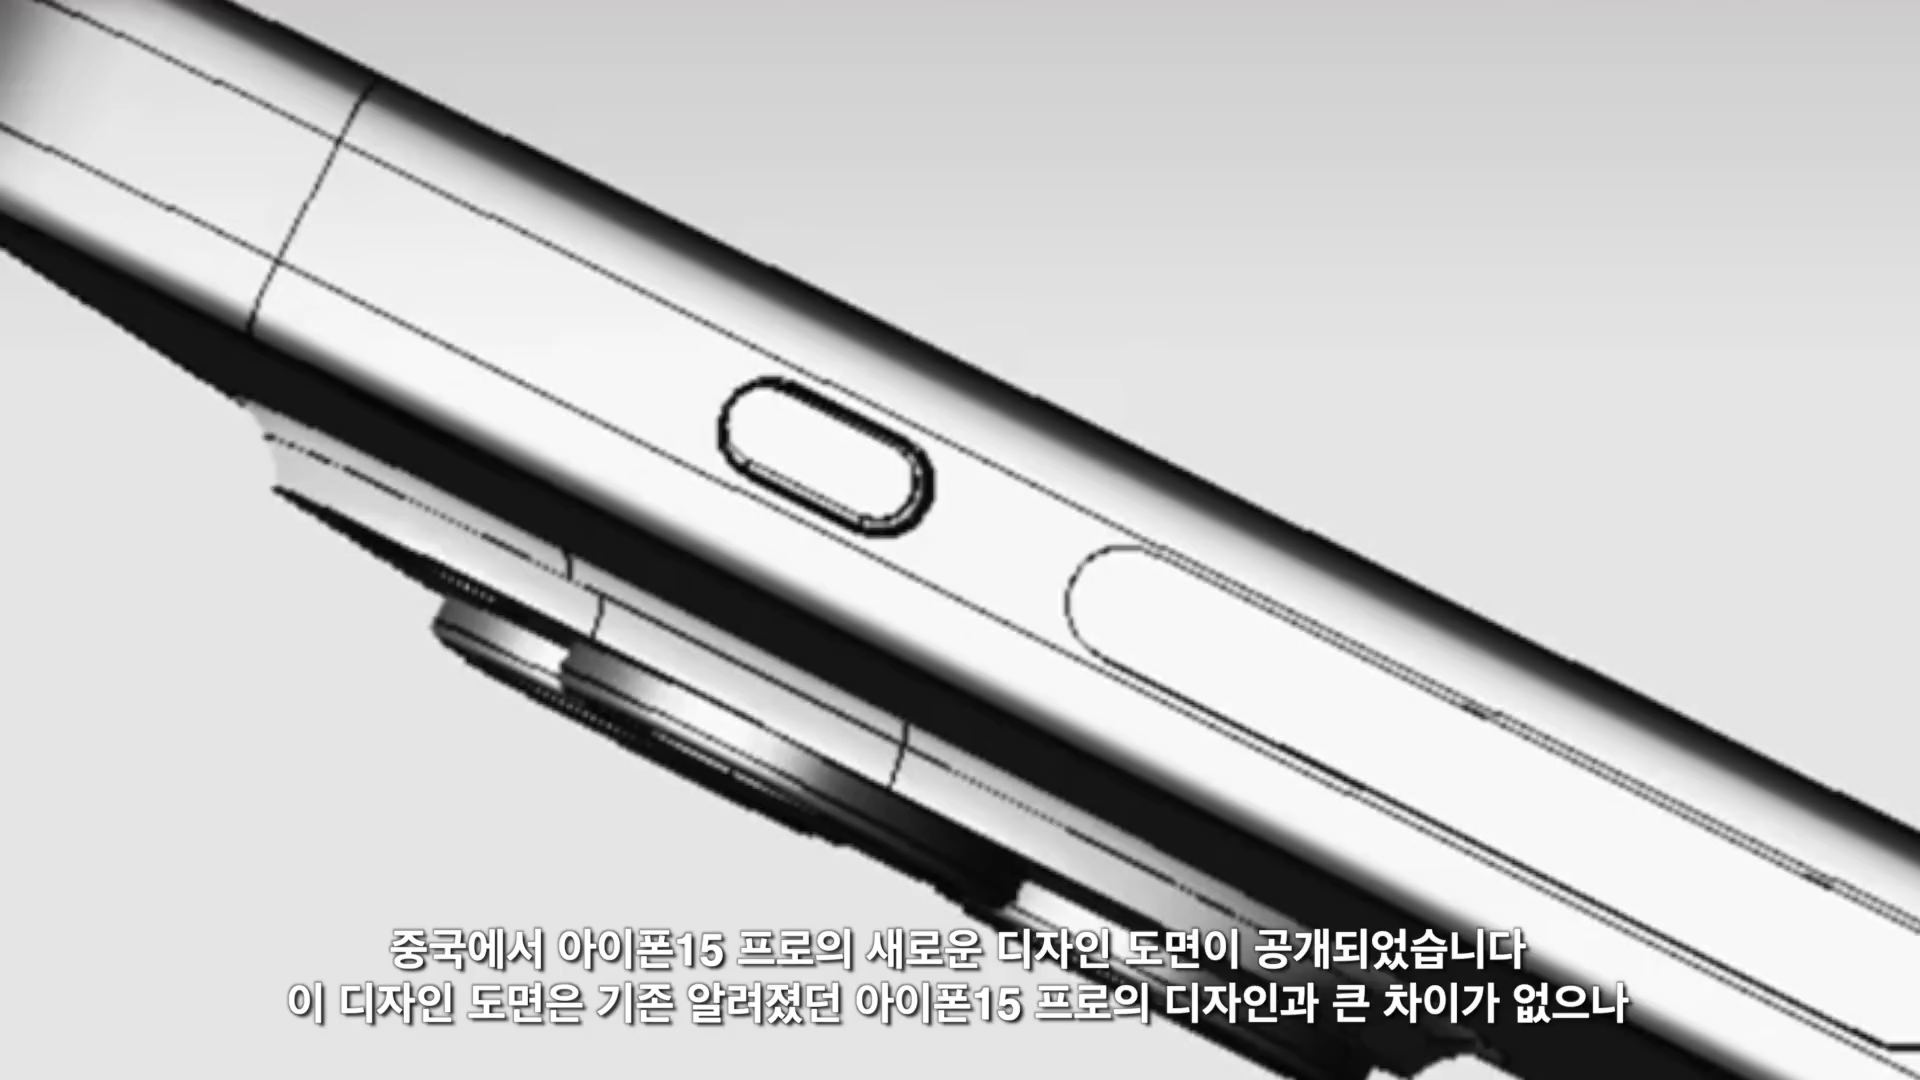 중국에서 아이폰15 프로의 새로운 디자인 도면이 공개되었습니다
이 디자인 도면은 기존 알려졌던 아이폰15 프로의 디자인과 큰 차이가 없으나